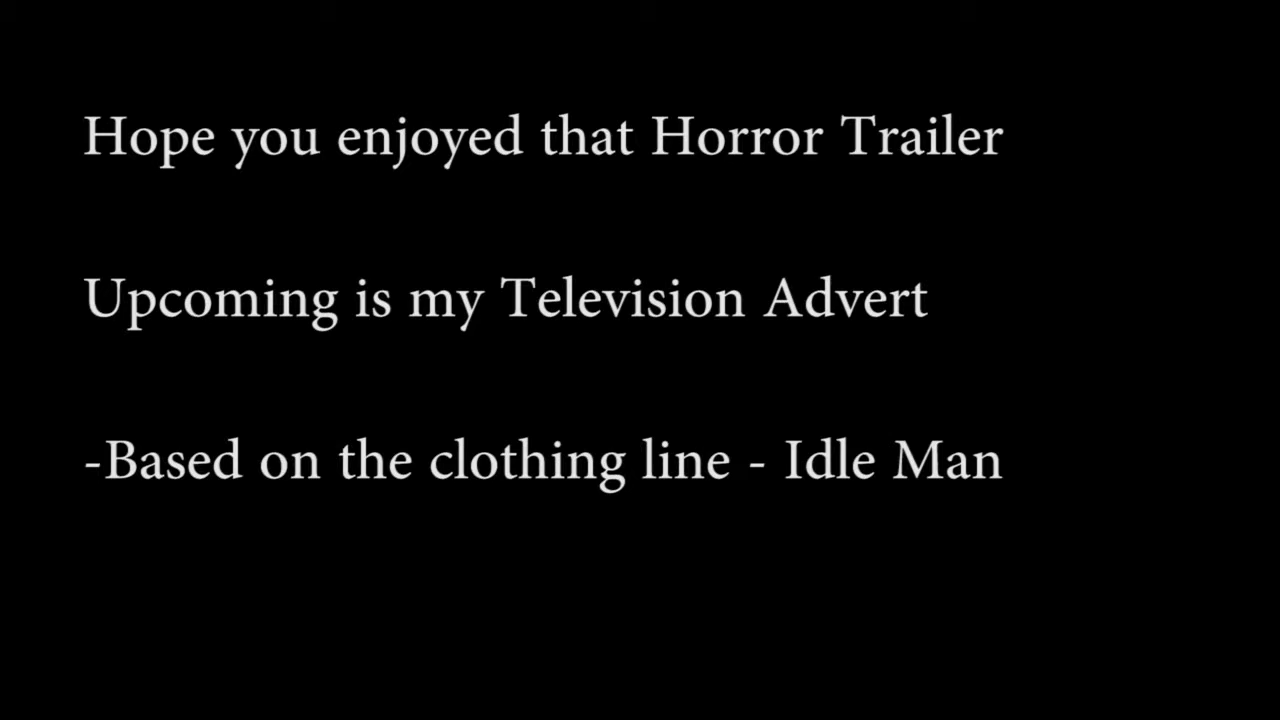 Hope you enjoyed that Horror Trailer
Upcoming is my Television Advert
-Based on the clothing line - Idle Man